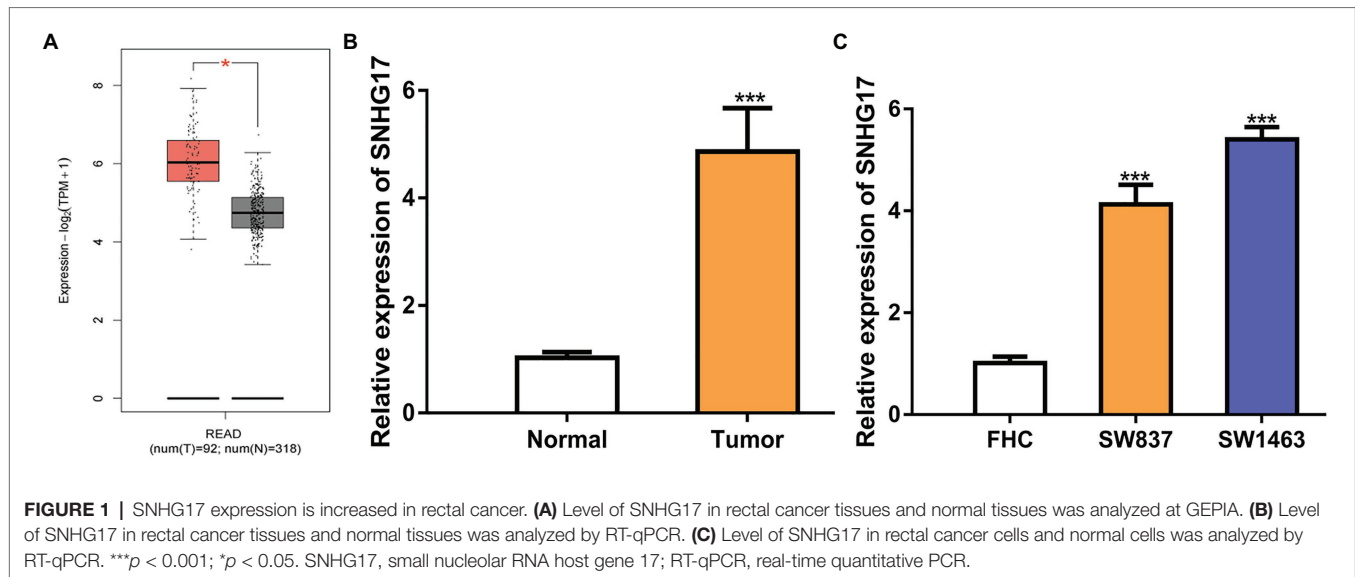 A
Expression – log2(TPM + 1)
8
6
4
2
0
*
READ
(num(T)=92; num(N)=318)
B
Relative expression of SNHG17
6
4
2
0
***
Normal
Tumor
C
Relative expression of SNHG17
6
4
2
0
***
***
FHC
SW837
SW1463
FIGURE 1 | SNHG17 expression is increased in rectal cancer. (A) Level of SNHG17 in rectal cancer tissues and normal tissues was analyzed at GEPIA. (B) Level
of SNHG17 in rectal cancer tissues and normal tissues was analyzed by RT-qPCR. (C) Level of SNHG17 in rectal cancer cells and normal cells was analyzed by
RT-qPCR. ***p < 0.001; *p < 0.05. SNHG17, small nucleolar RNA host gene 17; RT-qPCR, real-time quantitative PCR.